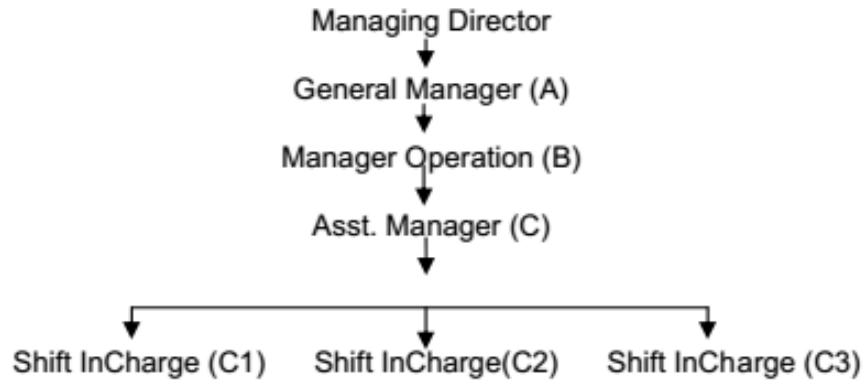 Managing Director
General Manager (A)
Manager Operation (B)
Asst. Manager (C)
Shift InCharge (C1) Shift InCharge(C2) Shift InCharge (C3)